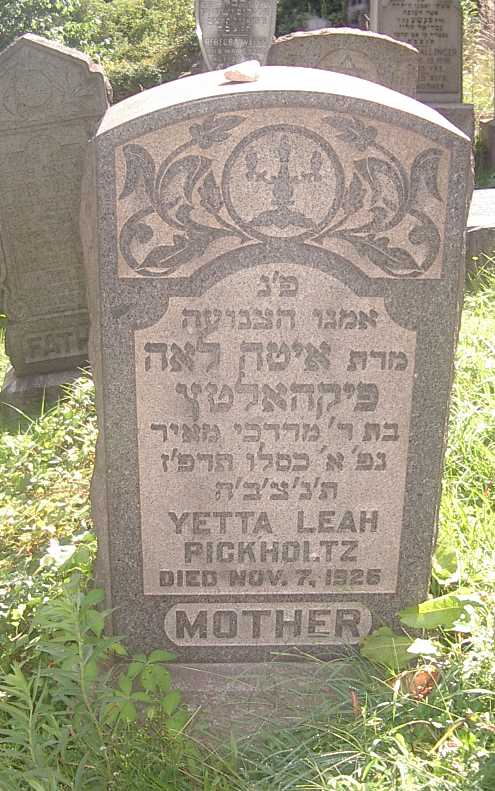 פ'נ
אמנו הצנועה
מרת איטה לאה
פיקהאלטץ
בת ר' מרדכי מאיר
נפ' א' כסלו תרפ'ז
ת'נ'צ'ב'ה
YETTA LEAH
PICKHOLTZ
DIED NOV. 7, 1926
MOTHER